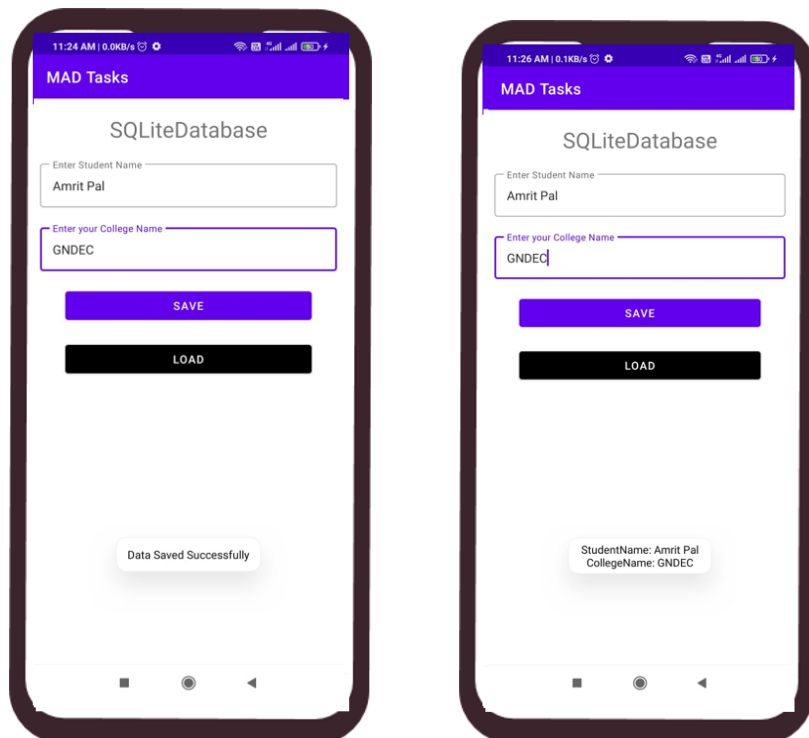 11:24 AM | 0.0KB/s
MAD Tasks
SQLiteDatabase
Enter Student Name
Amrit Pal
Enter your College Name
GNDEC
SAVE
LOAD
Data Saved Successfully
11:26 AM | 0.1KB/s
MAD Tasks
SQLiteDatabase
Enter Student Name
Amrit Pal
Enter your College Name
GNDEC
SAVE
LOAD
StudentName: Amrit Pal
CollegeName: GNDEC